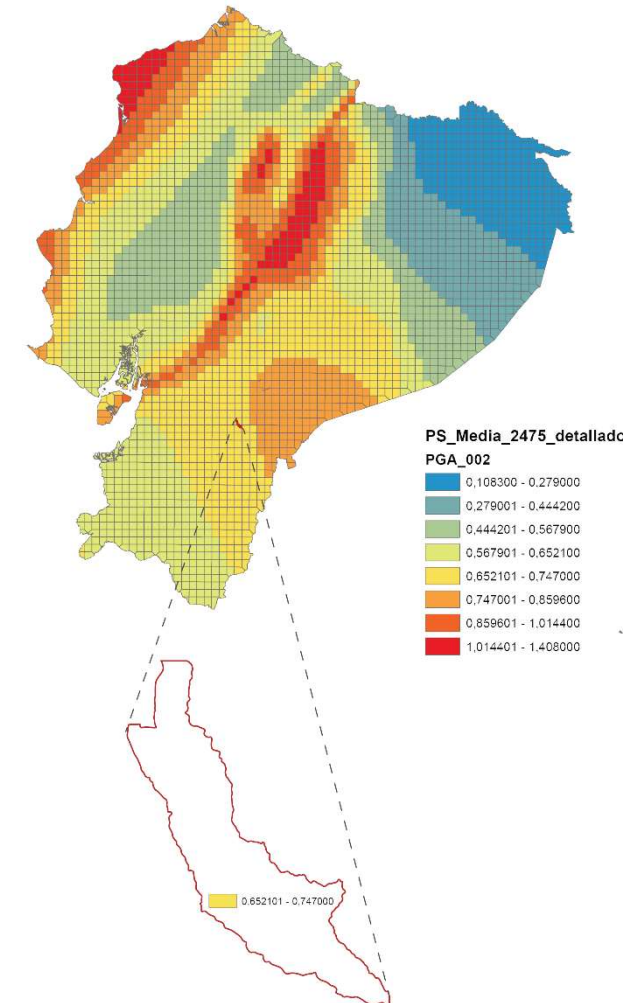 PS_Media_2475_detallado
PGA_002
0,108300 - 0,279000
0,279001 - 0,444200
0,444201 - 0,567900
0,567901 - 0,652100
0,652101 - 0,747000
0,747001 - 0,859600
0,859601 - 1,014400
1,014401 - 1,408000
0,652101 - 0,747000